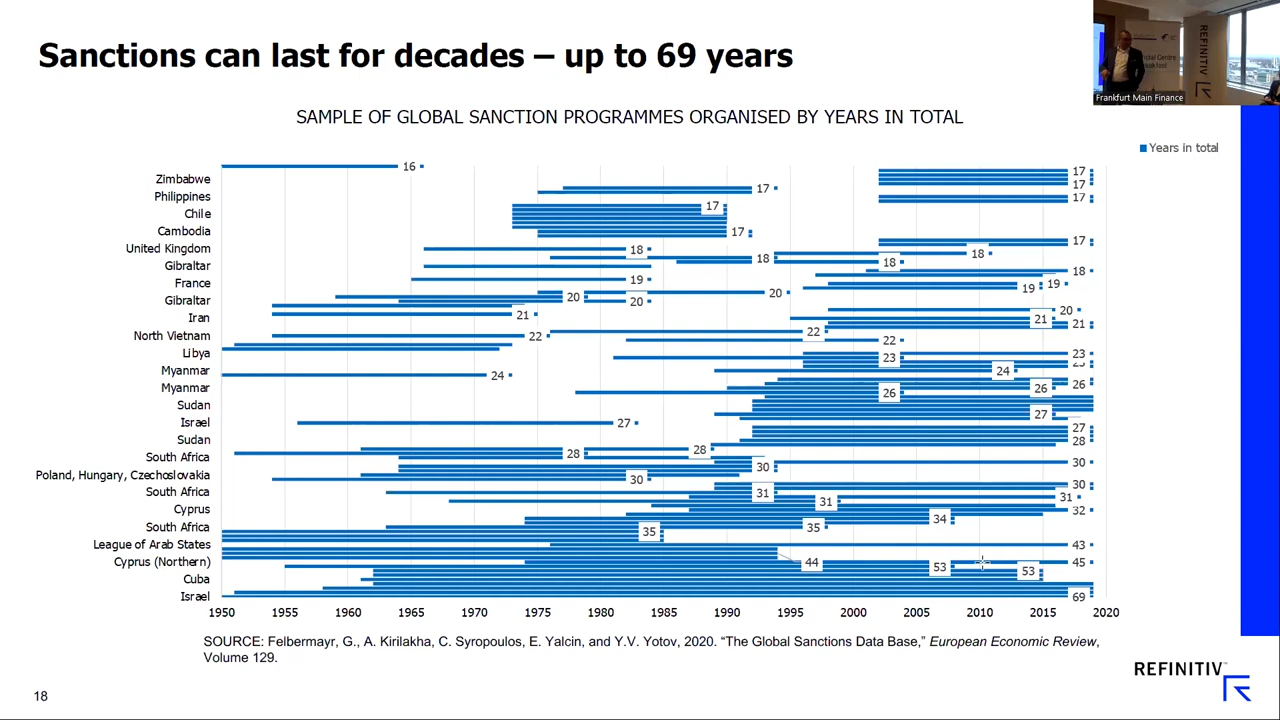 Sanctions can last for decades – up to 69 years
REFINITIV
Frankfurt Main Finance
SAMPLE OF GLOBAL SANCTION PROGRAMMES ORGANISED BY YEARS IN TOTAL
Years in total
16
17
Zimbabwe
17
17
Philippines
17
Chile
17
Cambodia
17
17
United Kingdom
18
18
18
Gibraltar
18
18
France
19
19
19
Gibraltar
20
20
20
20
Iran
21
21
21
North Vietnam
22
22
22
Libya
23
23
Myanmar
24
24
Myanmar
26
26
26
Sudan
27
Israel
27
27
Sudan
28
South Africa
28
28
30
30
Poland, Hungary, Czechoslovakia
30
30
South Africa
31
31
31
Cyprus
32
34
South Africa
35
35
League of Arab States
43
Cyprus (Northern)
44
53
45
Cuba
53
Israel
69
1950 1955 1960 1965 1970 1975 1980 1985 1990 1995 2000 2005 2010 2015 2020
SOURCE: Felbermayr, G., A. Kirilakha, C. Syropoulos, E. Yalcin, and Y.V. Yotov, 2020. “The Global Sanctions Data Base,” European Economic Review,
Volume 129.
REFINITIV™
18